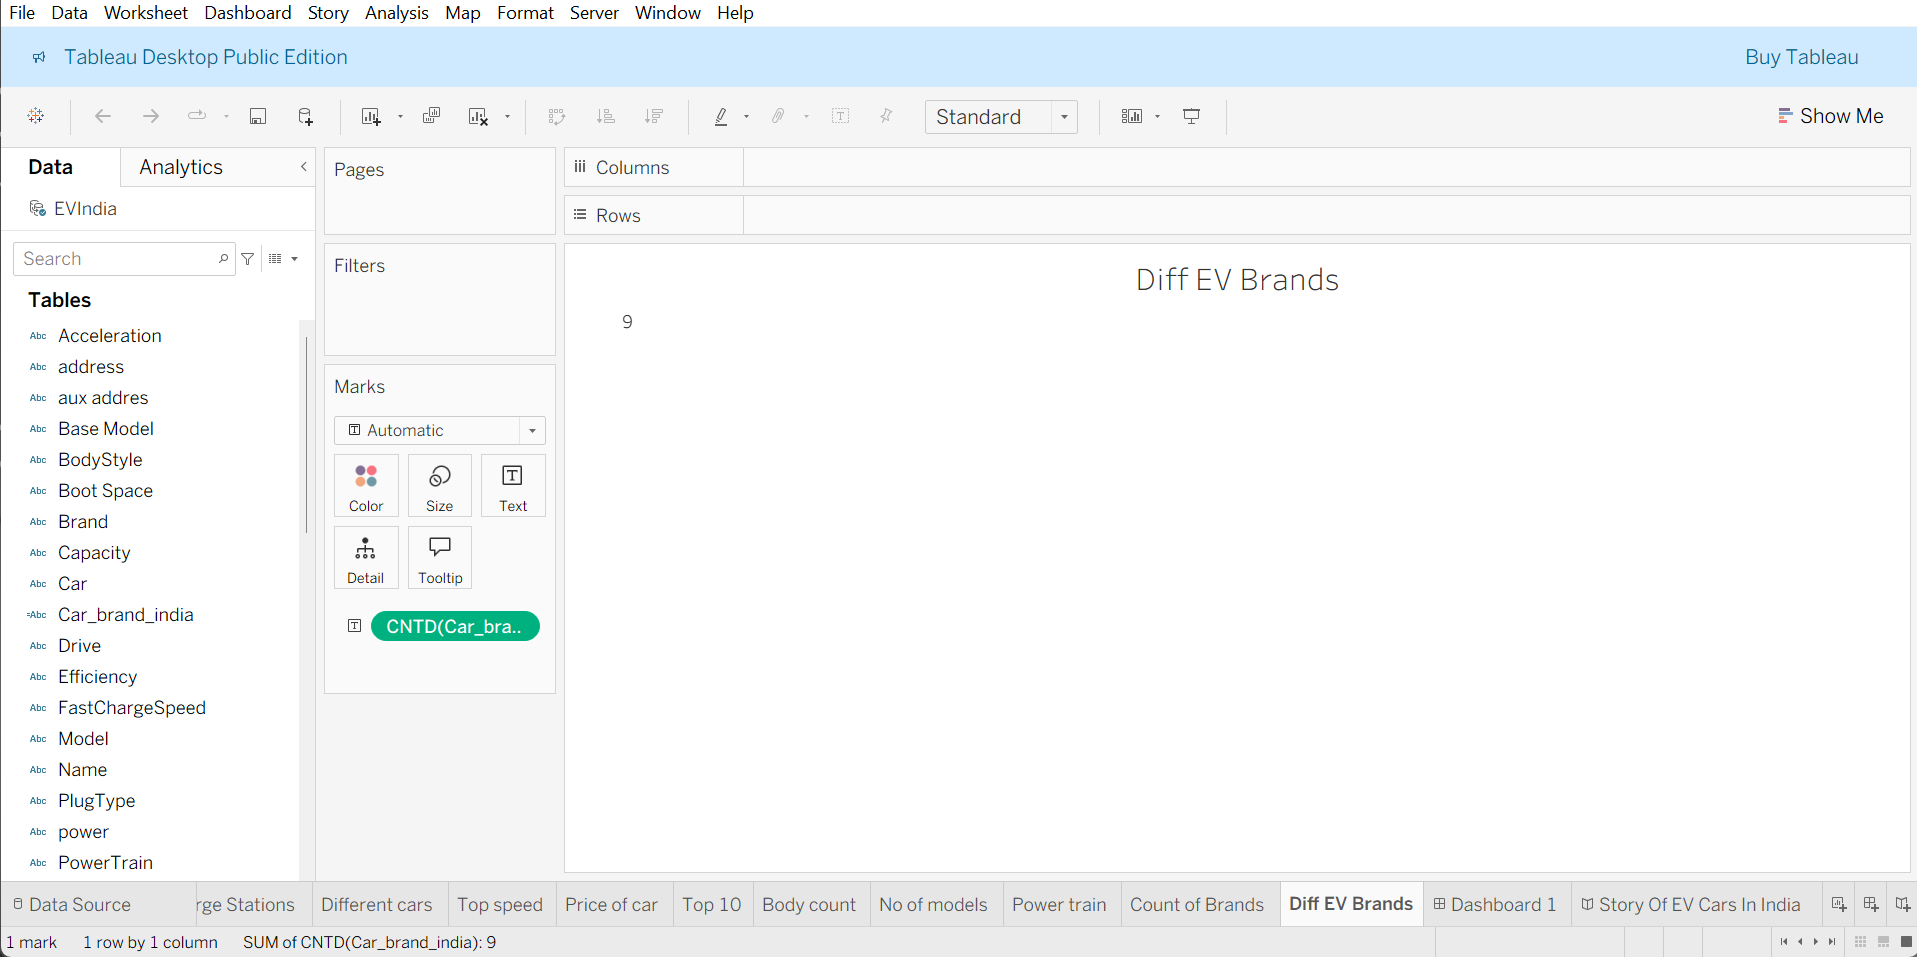 File Data Worksheet Dashboard Story Analysis Map Format Server Window Help
Tableau Desktop Public Edition
Buy Tableau
Standard
Show Me
Data
Analytics
EVIndia
Search
Tables
Abc Acceleration
Abc address
Abc aux addres
Abc Base Model
Abc BodyStyle
Abc Boot Space
Abc Brand
Abc Capacity
Abc Car
=Abc Car_brand_india
Abc Drive
Abc Efficiency
Abc FastChargeSpeed
Abc Model
Abc Name
Abc PlugType
Abc power
Abc PowerTrain
Pages
Filters
Marks
Automatic
Color Size Text
Detail Tooltip
CNTD(Car_bra..
Columns
Rows
Diff EV Brands
9
Data Source rge Stations Different cars Top speed Price of car Top 10 Body count No of models Power train Count of Brands Diff EV Brands Dashboard 1 Story Of EV Cars In India
1 mark 1 row by 1 column SUM of CNTD(Car_brand_india): 9